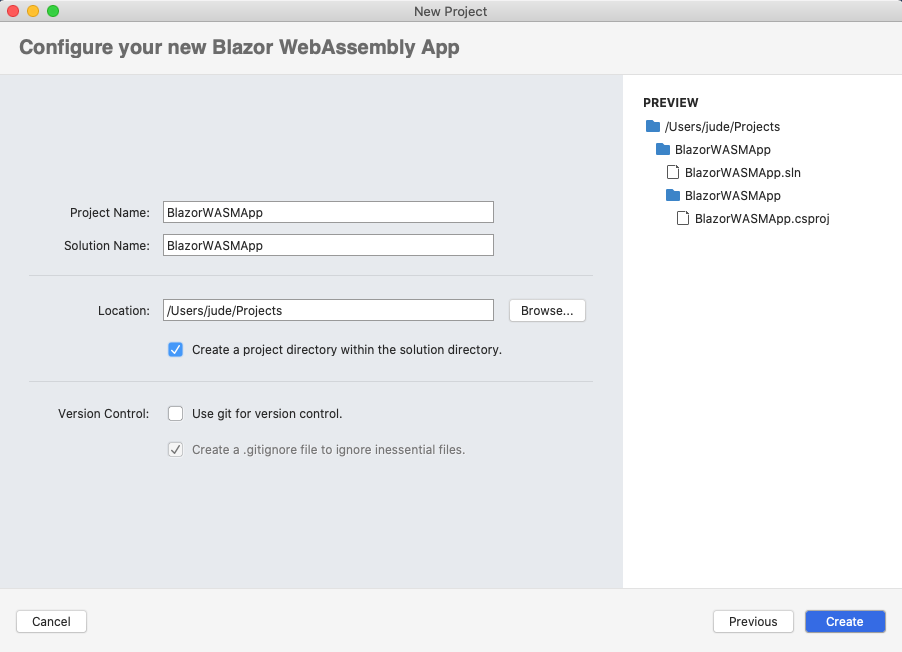 New Project
Configure your new Blazor WebAssembly App
Project Name: BlazorWASMApp
Solution Name: BlazorWASMApp
Location: /Users/jude/Projects Browse...
Create a project directory within the solution directory.
Version Control: Use git for version control.
Create a .gitignore file to ignore inessential files.
PREVIEW
/Users/jude/Projects
BlazorWASMApp
BlazorWASMApp.sln
BlazorWASMApp
BlazorWASMApp.csproj
Cancel Previous Create